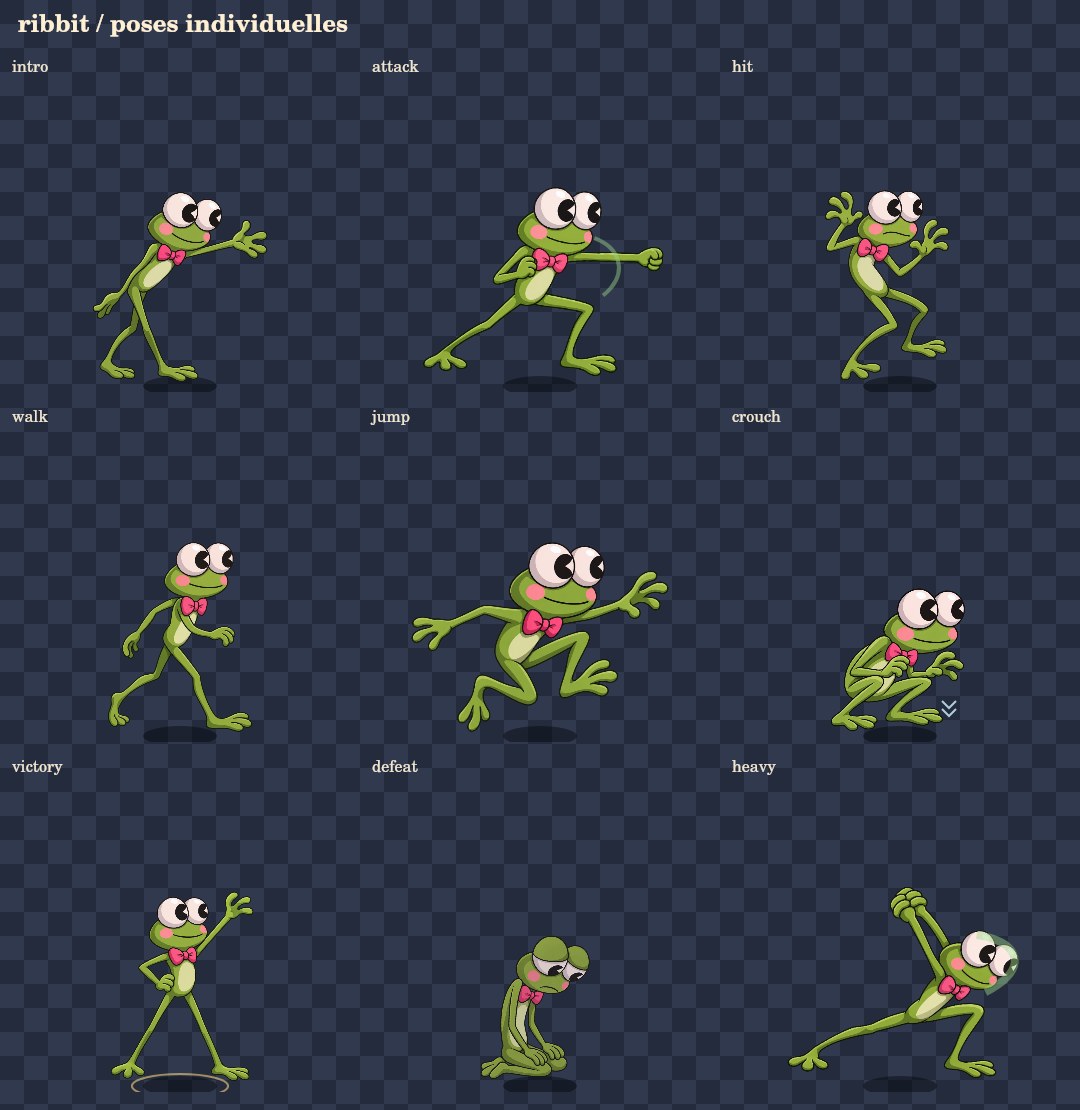 ribbit / poses individuelles
intro
attack
hit
walk
jump
crouch
victory
defeat
heavy